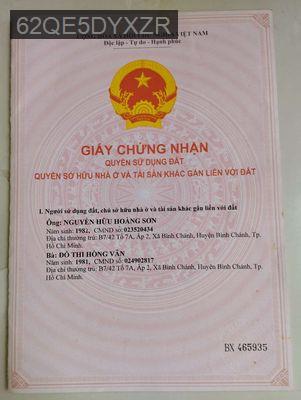 62QE5DYXZR
VIỆT NAM
Độc lập - Tự do - Hạnh phúc
GIẤY CHỨNG NHẬN
QUYỀN SỬ DỤNG ĐẤT
QUYỀN SỞ HỮU NHÀ Ở VÀ TÀI SẢN KHÁC GẮN LIỀN VỚI ĐẤT
I. Người sử dụng đất, chủ sở hữu nhà ở và tài sản khác gắn liền với đất
Ông: NGUYỄN HỮU HOÀNG SƠN
Năm sinh: 1982, CMND số: 023520434
Địa chỉ thường trú: B7/42 Tổ 7A, Ấp 2, Xã Bình Chánh, Huyện Bình Chánh, Tp.
Hồ Chí Minh.
Bà: ĐỖ THỊ HỒNG VÂN
Năm sinh: 1981, CMND số: 024902817
Địa chỉ thường trú: B7/42 Tổ 7A, Ấp 2, Xã Bình Chánh, Huyện Bình Chánh, Tp.
Hồ Chí Minh.
BX 465935